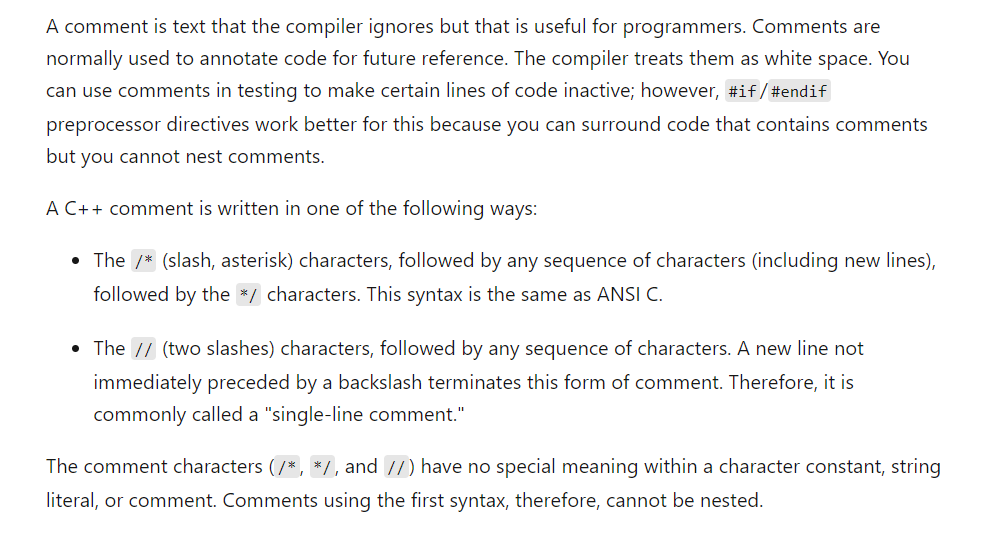 A comment is text that the compiler ignores but that is useful for programmers. Comments are
normally used to annotate code for future reference. The compiler treats them as white space. You
can use comments in testing to make certain lines of code inactive; however, #if/#endif
preprocessor directives work better for this because you can surround code that contains comments
but you cannot nest comments.
A C++ comment is written in one of the following ways:
• The /* (slash, asterisk) characters, followed by any sequence of characters (including new lines),
followed by the */ characters. This syntax is the same as ANSI C.
• The // (two slashes) characters, followed by any sequence of characters. A new line not
immediately preceded by a backslash terminates this form of comment. Therefore, it is
commonly called a "single-line comment."
The comment characters (/*, */, and //) have no special meaning within a character constant, string
literal, or comment. Comments using the first syntax, therefore, cannot be nested.